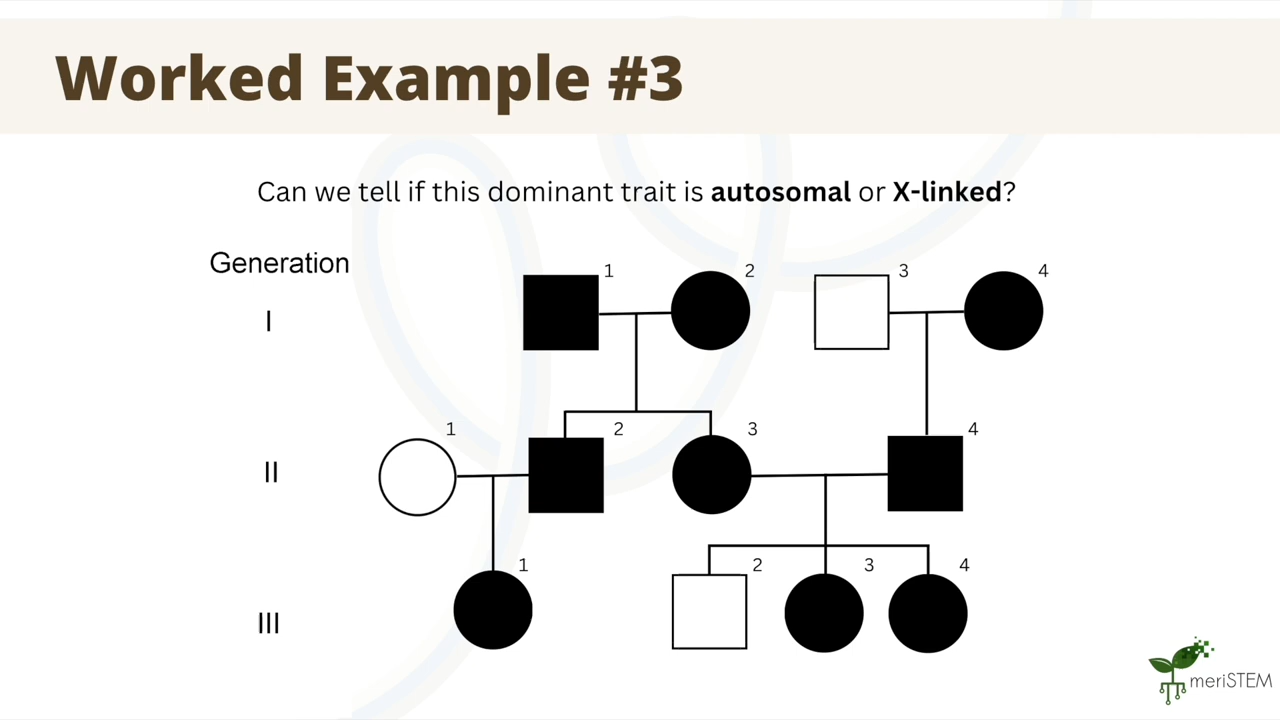 Worked Example #3
Can we tell if this dominant trait is autosomal or X-linked?
Generation
1 2 3 4
I
1 2 3 4
II
1 2 3 4
III
meriSTEM